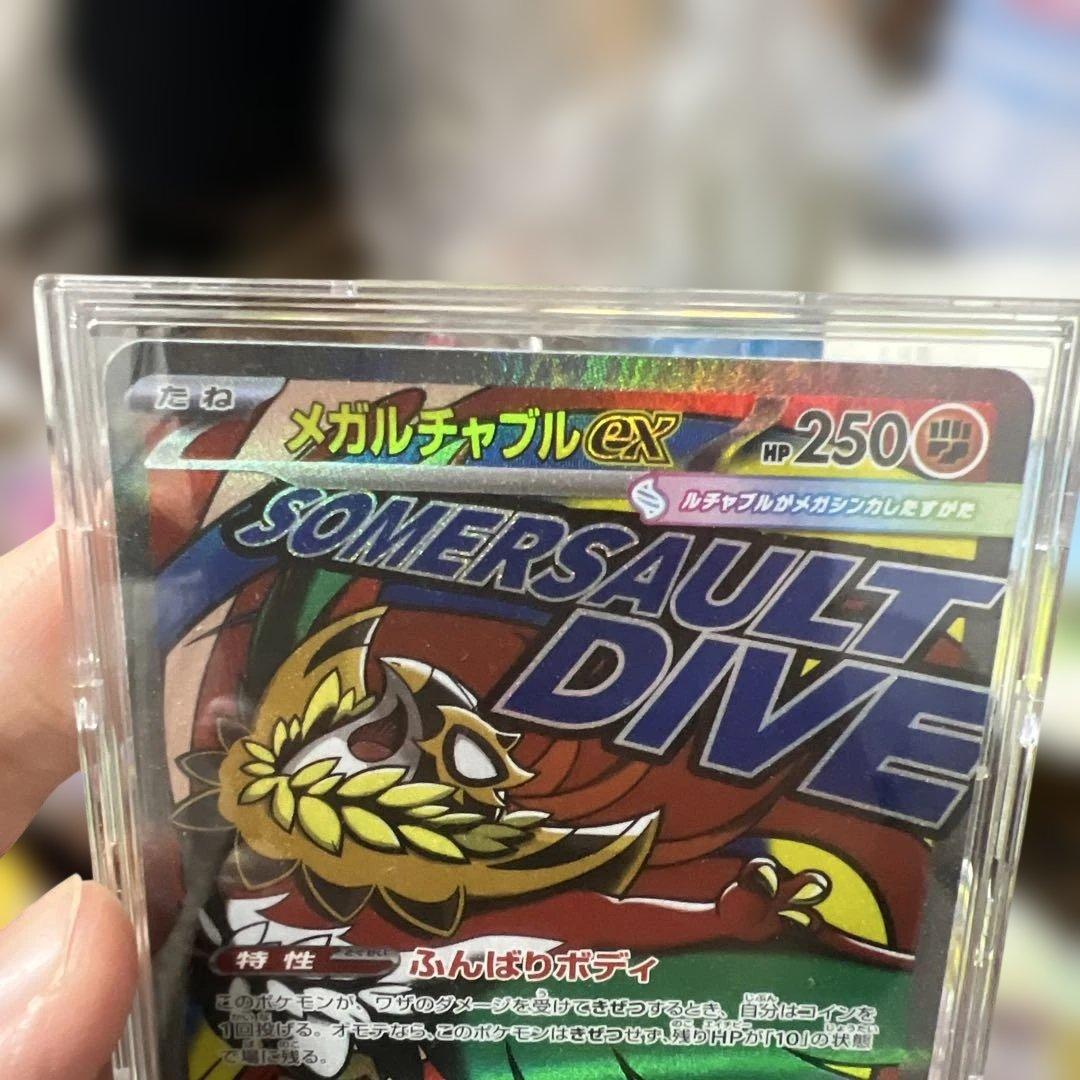 たね
メガルチャブルex HP250
ルチャブルがメガシンカしたすがた
SOMERSAULT
DIVE
特性 ふんばりボディ
このポケモンが、ワザのダメージを受けてきぜつするとき、自分はコインを
1回投げる。オモテなら、このポケモンはきぜつせず、残りHPが「10」の状態
で場に残る。